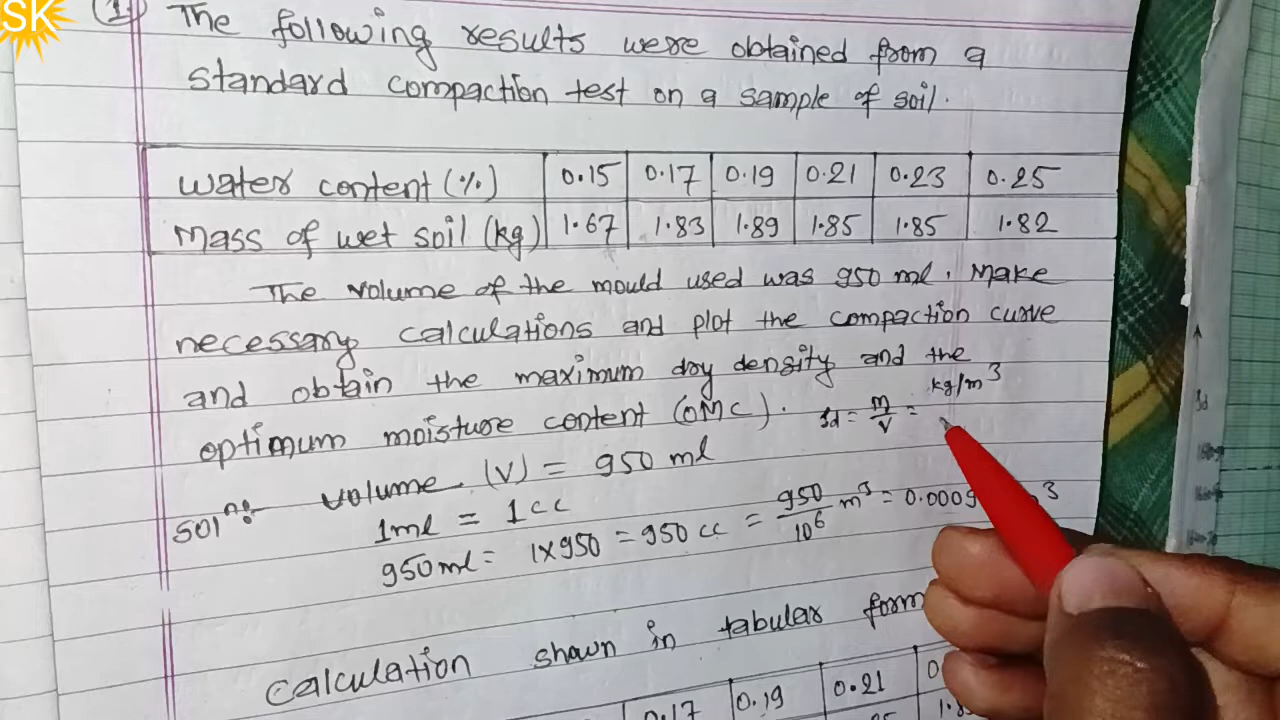 SK
(1) The following results were obtained from a
standard compaction test on a sample of soil.
water content (%) 0.15 0.17 0.19 0.21 0.23 0.25
Mass of wet soil (kg) 1.67 1.83 1.89 1.85 1.85 1.82
The volume of the mould used was 950 ml. Make
necessary calculations and plot the compaction curve
and obtain the maximum dry density and the
optimum moisture content (OMC). ρd = m/v = kg/m³
Solⁿ:- volume (V) = 950 ml
1ml = 1cc
950ml = 1×950 = 950 cc = 950/10⁶ m³ = 0.0009 m³
calculation shown in tabular form
0.17 0.19 0.21